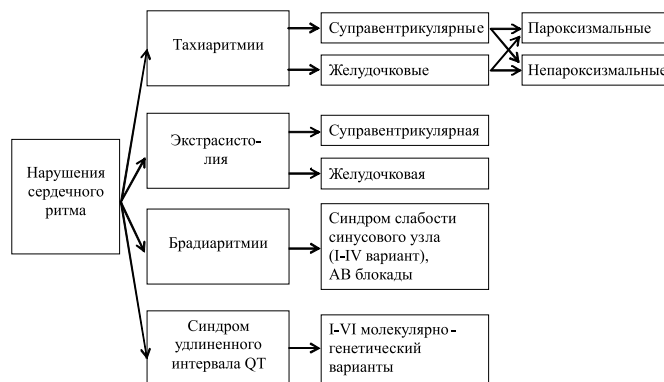 Тахиаритмии
Суправентрикулярные
Пароксизмальные
Желудочковые
Непароксизмальные
Экстрасисто-
лия
Суправентрикулярная
Желудочковая
Нарушения
сердечного
ритма
Брадиаритмии
Синдром слабости
синусового узла
(I-IV вариант),
АВ блокады
Синдром
удлиненного
интервала QT
I-VI молекулярно-
генетический
варианты